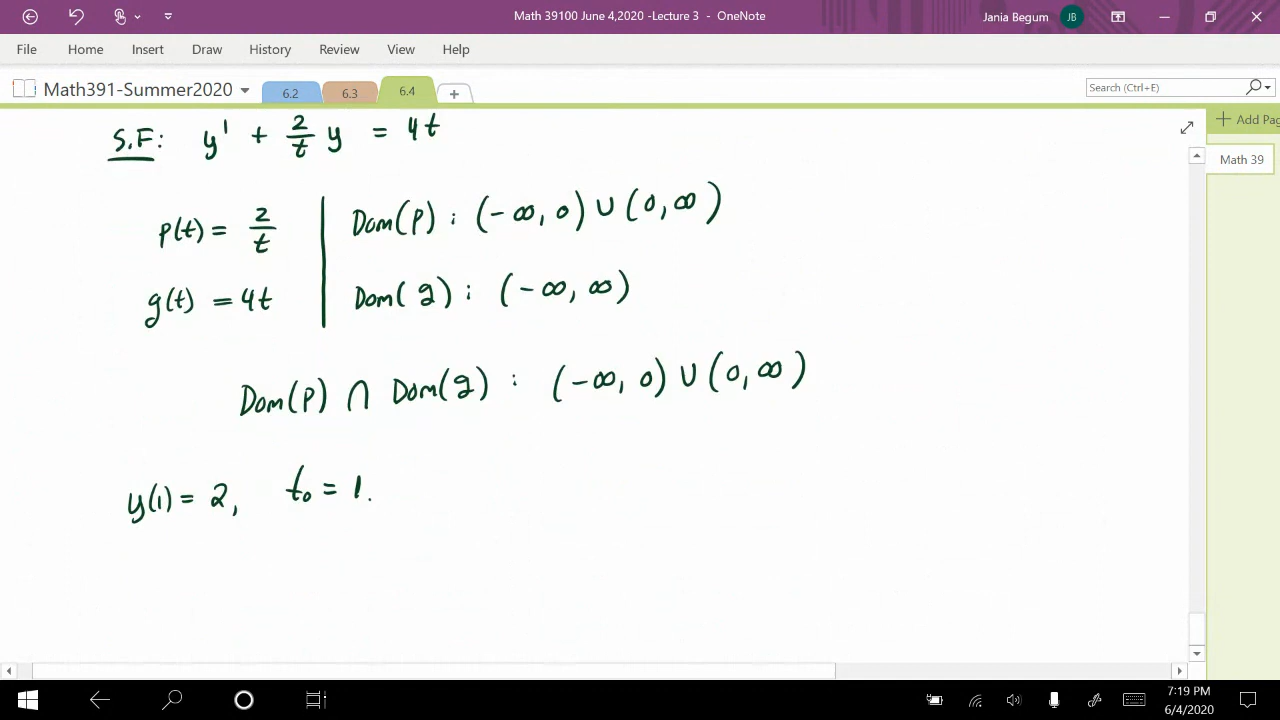 Math 39100 June 4,2020 -Lecture 3 - OneNote
Jania Begum JB
File Home Insert Draw History Review View Help
Math391-Summer2020 6.2 6.3 6.4 +
Search (Ctrl+E)
Add Pag
Math 39
S.F: y' + 2/t y = 4t
p(t) = 2/t | Dom(p) : (-∞, 0) ∪ (0, ∞)
g(t) = 4t | Dom(g) : (-∞, ∞)
Dom(p) ∩ Dom(g) : (-∞, 0) ∪ (0, ∞)
y(1) = 2, t₀ = 1.
7:19 PM
6/4/2020